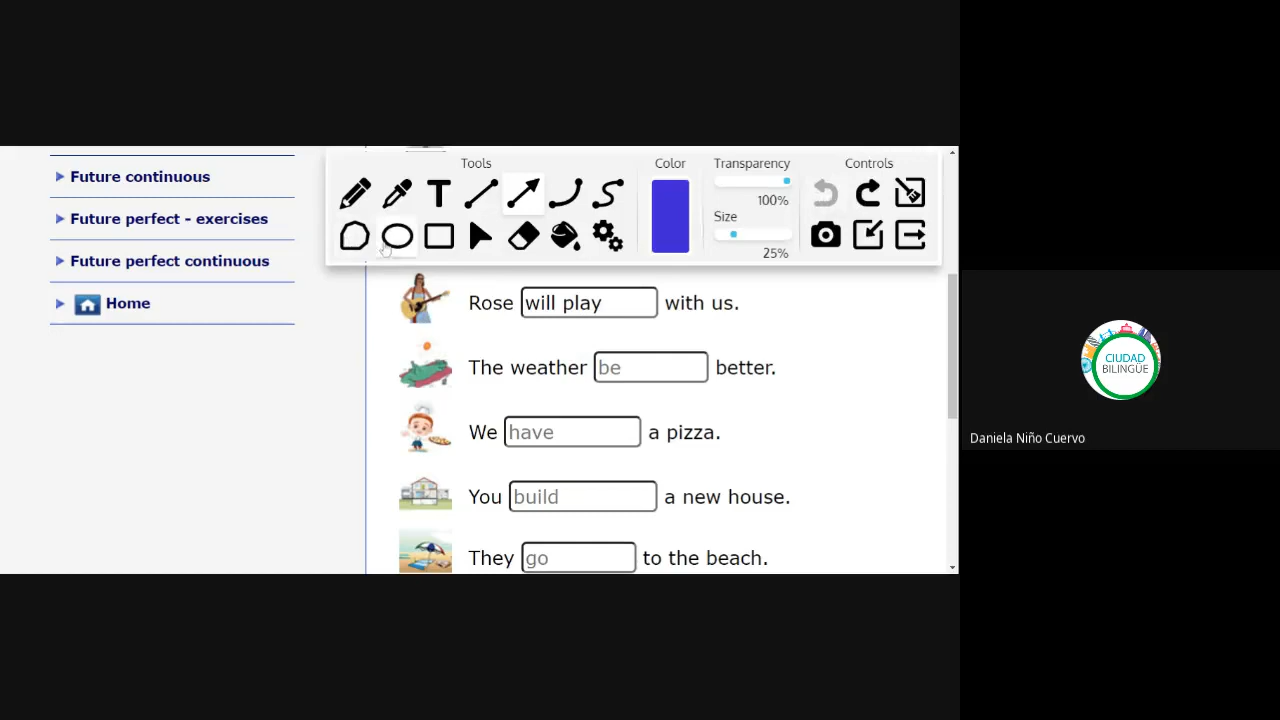 Tools
Color
Transparency
Controls
100%
Size
25%
T
Future continuous
Future perfect - exercises
Future perfect continuous
Home
Rose will play with us.
The weather be better.
We have a pizza.
You build a new house.
They go to the beach.
CIUDAD
BILINGÜE
Daniela Niño Cuervo